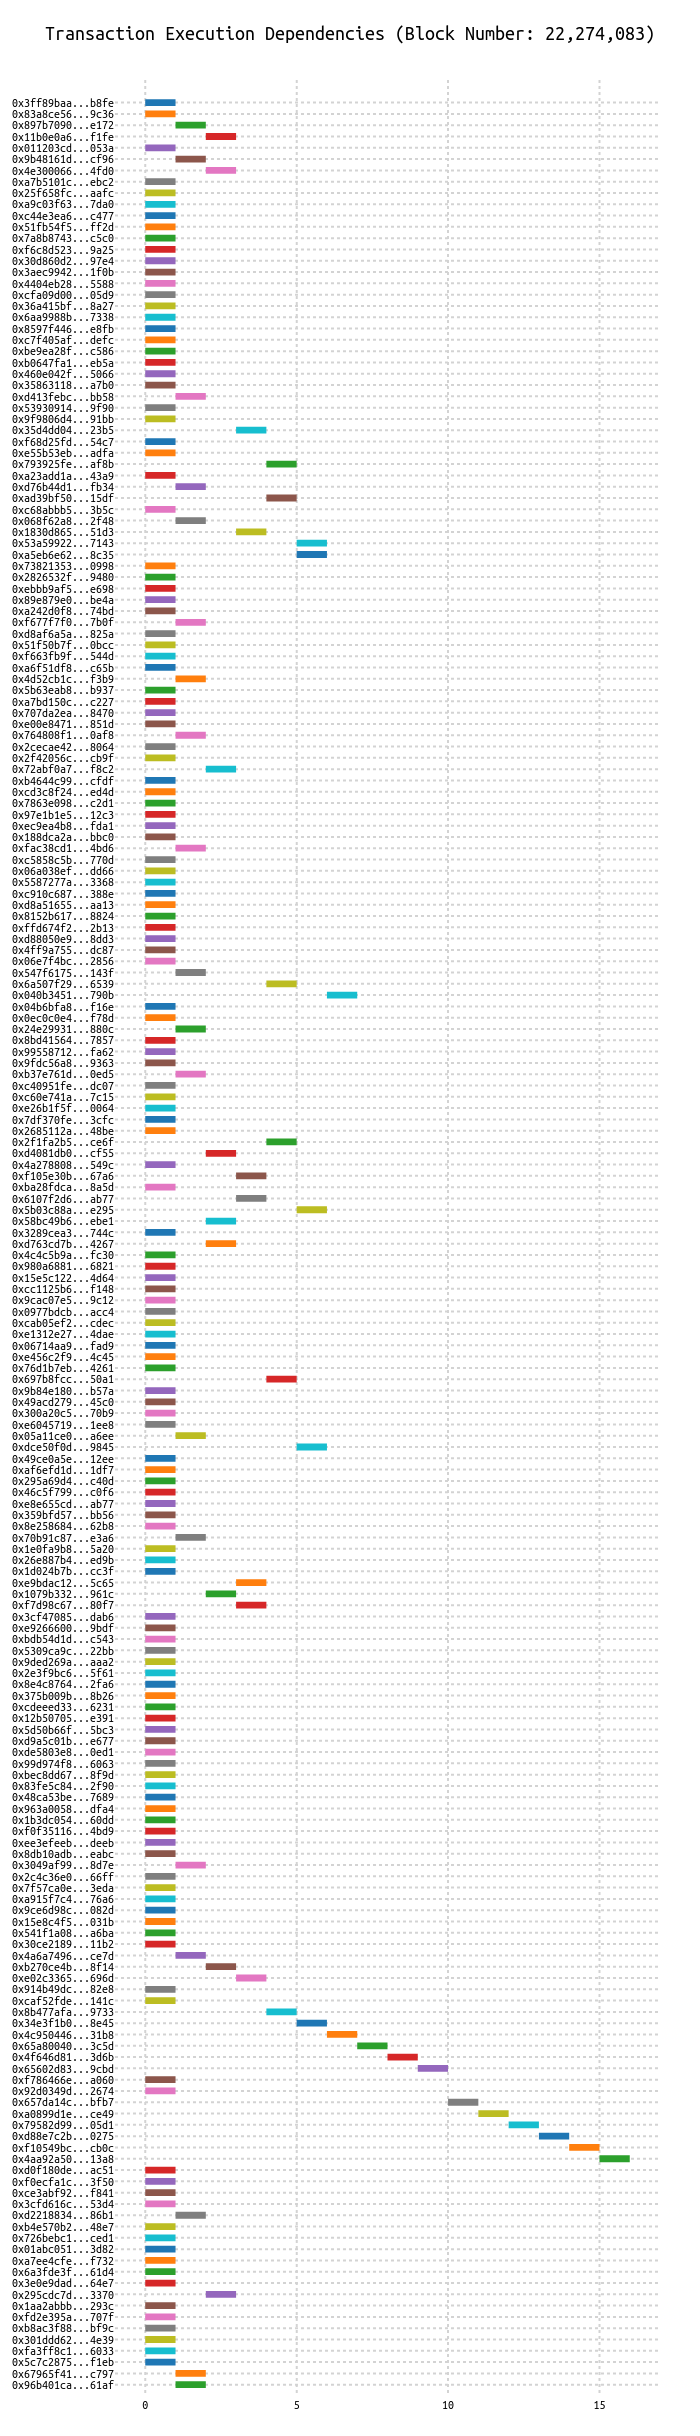 Transaction Execution Dependencies (Block Number: 22,274,083)
0x3ff89baa...b8fe
0x83a8ce56...9c36
0x897b7090...e172
0x11b0e0a6...f1fe
0x011203cd...053a
0x9b48161d...cf96
0x4e300066...4fd0
0xa7b5101c...ebc2
0x25f658fc...aafc
0xa9c03f63...7da0
0xc44e3ea6...c477
0x51fb54f5...ff2d
0x7a8b8743...c5c0
0xf6c8d523...9a25
0x30d860d2...97e4
0x3aec9942...1f0b
0x4404eb28...5588
0xcfa09d00...05d9
0x36a415bf...8a27
0x6aa9988b...7338
0x8597f446...e8fb
0xc7f405af...defc
0xbe9ea28f...c586
0xb0647fa1...eb5a
0x460e042f...5066
0x35863118...a7b0
0xd413febc...bb58
0x53930914...9f90
0x9f9806d4...91bb
0x35d4dd04...23b5
0xf68d25fd...54c7
0xe55b53eb...adfa
0x793925fe...af8b
0xa23add1a...43a9
0xd76b44d1...fb34
0xad39bf50...15df
0xc68abbb5...3b5c
0x068f62a8...2f48
0x1830d865...51d3
0x53a59922...7143
0xa5eb6e62...8c35
0x73821353...0998
0x2826532f...9480
0xebbb9af5...e698
0x89e879e0...be4a
0xa242d0f8...74bd
0xf677f7f0...7b0f
0xd8af6a5a...825a
0x51f50b7f...0bcc
0xf663fb9f...544d
0xa6f51df8...c65b
0x4d52cb1c...f3b9
0x5b63eab8...b937
0xa7bd150c...c227
0x707da2ea...8470
0xe00e8471...851d
0x764808f1...0af8
0x2cecae42...8064
0x2f42056c...cb9f
0x72abf0a7...f8c2
0xb4644c99...cfdf
0xcd3c8f24...ed4d
0x7863e098...c2d1
0x97e1b1e5...12c3
0xec9ea4b8...fda1
0x188dca2a...bbc0
0xfac38cd1...4bd6
0xc5858c5b...770d
0x06a038ef...dd66
0x5587277a...3368
0xc910c687...388e
0xd8a51655...aa13
0x8152b617...8824
0xffd674f2...2b13
0xd88050e9...8dd3
0x4ff9a755...dc87
0x06e7f4bc...2856
0x547f6175...143f
0x6a507f29...6539
0x040b3451...790b
0x04b6bfa8...f16e
0x0ec0c0e4...f78d
0x24e29931...880c
0x8bd41564...7857
0x99558712...fa62
0x9fdc56a8...9363
0xb37e761d...0ed5
0xc40951fe...dc07
0xc60e741a...7c15
0xe26b1f5f...0064
0x7df370fe...3cfc
0x2685112a...48be
0x2f1fa2b5...ce6f
0xd4081db0...cf55
0x4a278808...549c
0xf105e30b...67a6
0xba28fdca...8a5d
0x6107f2d6...ab77
0x5b03c88a...e295
0x58bc49b6...ebe1
0x3289cea3...744c
0xd763cd7b...4267
0x4c4c5b9a...fc30
0x980a6881...6821
0x15e5c122...4d64
0xcc1125b6...f148
0x9cac07e5...9c12
0x0977bdcb...acc4
0xcab05ef2...cdec
0xe1312e27...4dae
0x06714aa9...fad9
0xe456c2f9...4c45
0x76d1b7eb...4261
0x697b8fcc...50a1
0x9b84e180...b57a
0x49acd279...45c0
0x300a20c5...70b9
0xe6045719...1ee8
0x05a11ce0...a6ee
0xdce50f0d...9845
0x49ce0a5e...12ee
0xaf6efd1d...1df7
0x295a69d4...c40d
0x46c5f799...c0f6
0xe8e655cd...ab77
0x359bfd57...bb56
0x8e258684...62b8
0x70b91c87...e3a6
0x1e0fa9b8...5a20
0x26e887b4...ed9b
0x1d024b7b...cc3f
0xe9bdac12...5c65
0x1079b332...961c
0xf7d98c67...80f7
0x3cf47085...dab6
0xe9266600...9bdf
0xbdb54d1d...c543
0x5309ca9c...22bb
0x9ded269a...aaa2
0x2e3f9bc6...5f61
0x8e4c8764...2fa6
0x375b009b...8b26
0xcdeeed33...6231
0x12b50705...e391
0x5d50b66f...5bc3
0xd9a5c01b...e677
0xde5803e8...0ed1
0x99d974f8...6063
0xbec8dd67...8f9d
0x83fe5c84...2f90
0x48ca53be...7689
0x963a0058...dfa4
0x1b3dc054...60dd
0xf0f35116...4bd9
0xee3efeeb...deeb
0x8db10adb...eabc
0x3049af99...8d7e
0x2c4c36e0...66ff
0x7f57ca0e...3eda
0xa915f7c4...76a6
0x9ce6d98c...082d
0x15e8c4f5...031b
0x541f1a08...a6ba
0x30ce2189...11b2
0x4a6a7496...ce7d
0xb270ce4b...8f14
0xe02c3365...696d
0x914b49dc...82e8
0xcaf52fde...141c
0x8b477afa...9733
0x34e3f1b0...8e45
0x4c950446...31b8
0x65a80040...3c5d
0x4f646d81...3d6b
0x65602d83...9cbd
0xf786466e...a060
0x92d0349d...2674
0x657da14c...bfb7
0xa0899d1e...ce49
0x79582d99...05d1
0xd88e7c2b...0275
0xf10549bc...cb0c
0x4aa92a50...13a8
0xd0f180de...ac51
0xf0ecfa1c...3f50
0xce3abf92...f841
0x3cfd616c...53d4
0xd2218834...86b1
0xb4e570b2...48e7
0x726bebc1...ced1
0x01abc051...3d82
0xa7ee4cfe...f732
0x6a3fde3f...61d4
0x3e0e9dad...64e7
0x295cdc7d...3370
0x1aa2abbb...293c
0xfd2e395a...707f
0xb8ac3f88...bf9c
0x301ddd62...4e39
0xfa3ff8c1...6033
0x5c7c2875...f1eb
0x67965f41...c797
0x96b401ca...61af
0 5 10 15